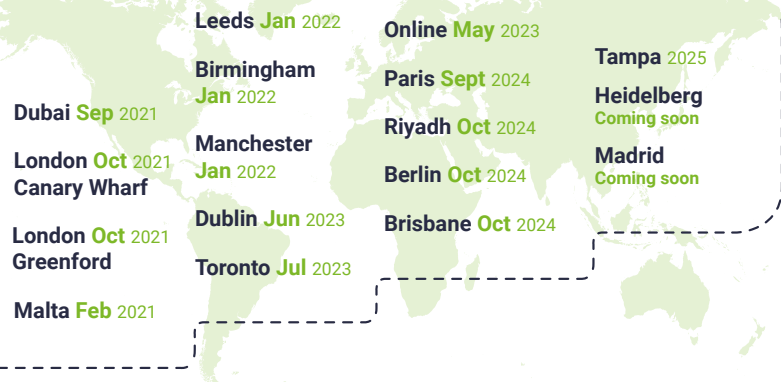 Dubai Sep 2021
London Oct 2021
Canary Wharf
London Oct 2021
Greenford
Malta Feb 2021
Leeds Jan 2022
Birmingham
Jan 2022
Manchester
Jan 2022
Dublin Jun 2023
Toronto Jul 2023
Online May 2023
Paris Sept 2024
Riyadh Oct 2024
Berlin Oct 2024
Brisbane Oct 2024
Tampa 2025
Heidelberg
Coming soon
Madrid
Coming soon